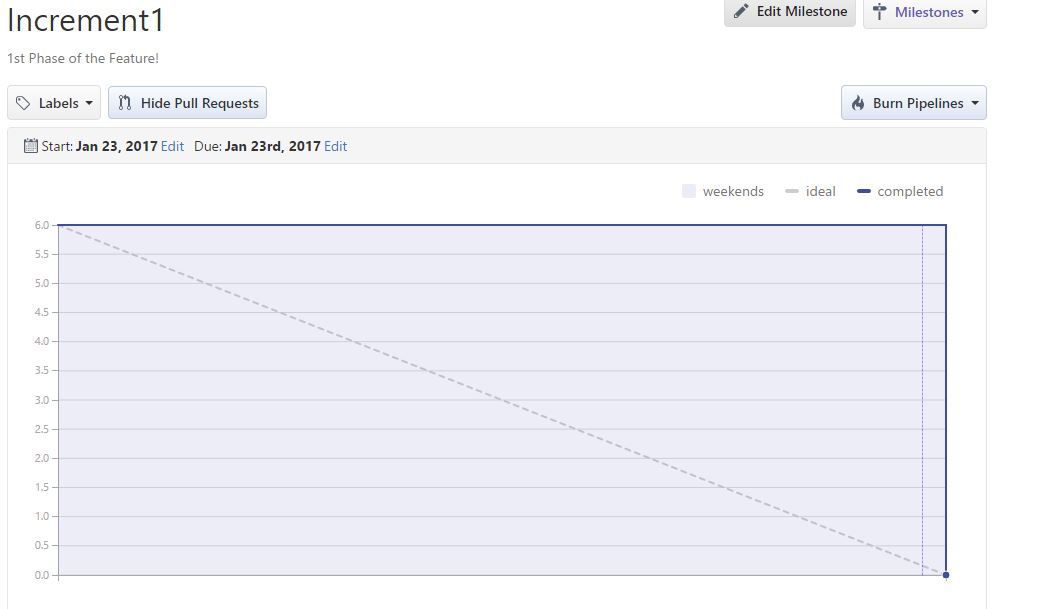 Increment1
Edit Milestone
Milestones
1st Phase of the Feature!
Labels
Hide Pull Requests
Burn Pipelines
Start: Jan 23, 2017 Edit Due: Jan 23rd, 2017 Edit
weekends
ideal
completed
6.0
5.5
5.0
4.5
4.0
3.5
3.0
2.5
2.0
1.5
1.0
0.5
0.0